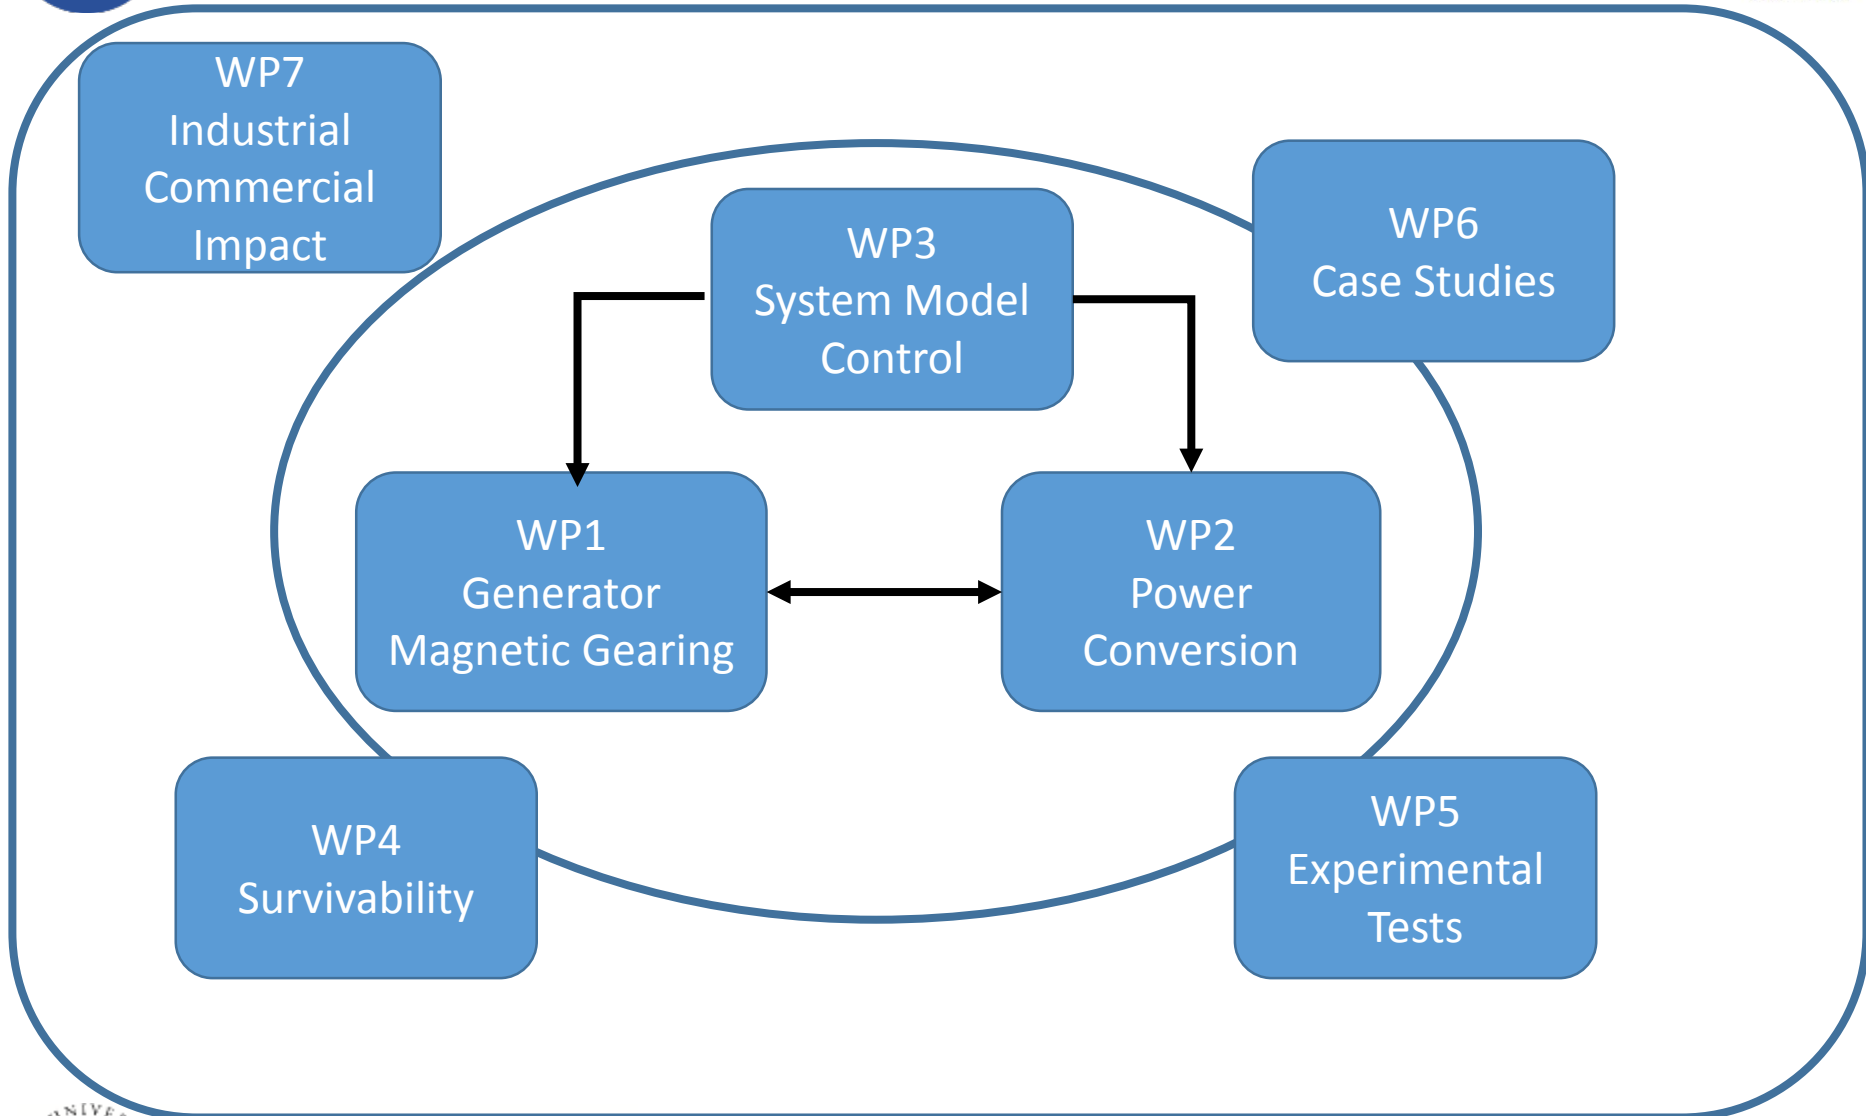 WP7
Industrial
Commercial
Impact
WP3
System Model
Control
WP6
Case Studies
WP1
Generator
Magnetic Gearing
WP2
Power
Conversion
WP4
Survivability
WP5
Experimental
Tests